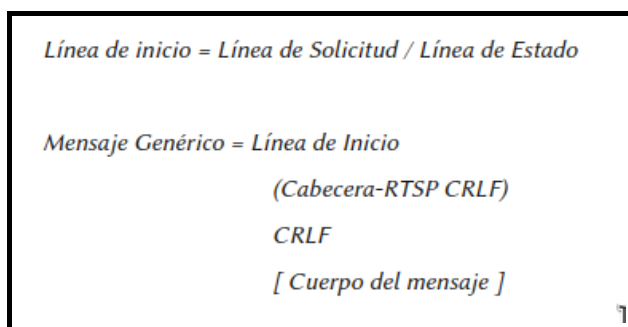 Línea de inicio = Línea de Solicitud / Línea de Estado
Mensaje Genérico = Línea de Inicio
(Cabecera-RTSP CRLF)
CRLF
[ Cuerpo del mensaje ]